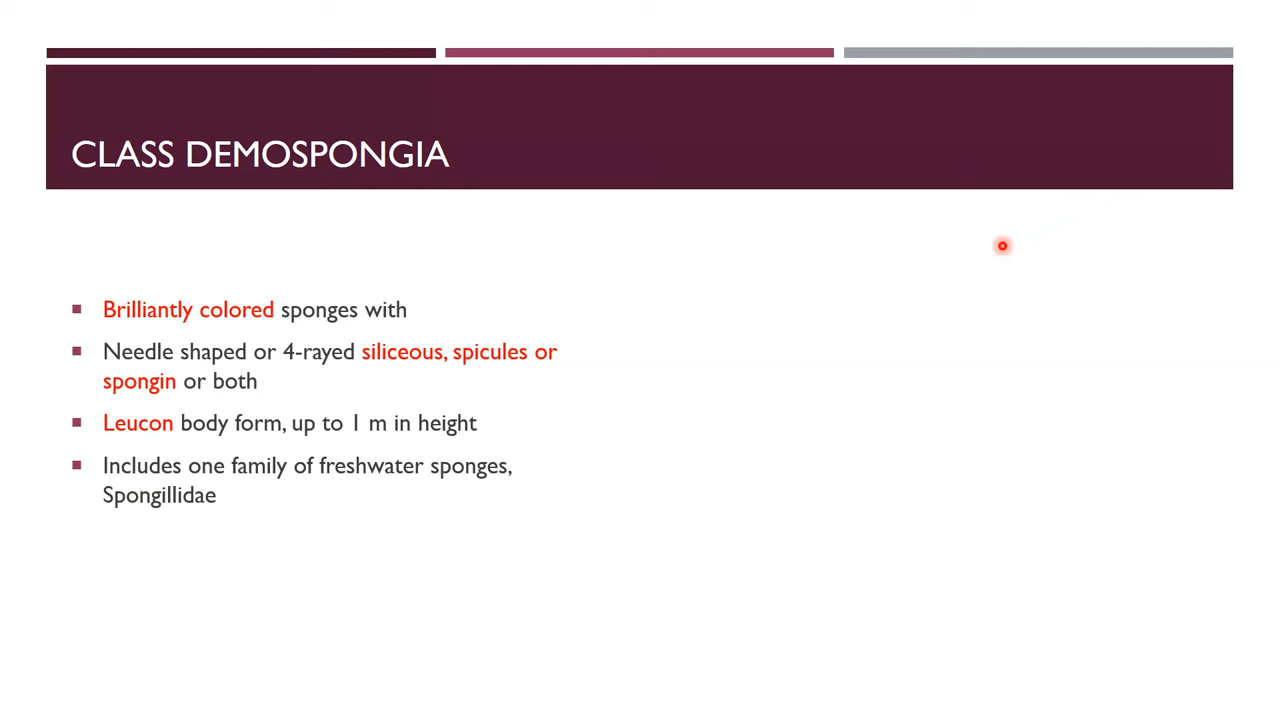 CLASS DEMOSPONGIA
Brilliantly colored sponges with
Needle shaped or 4-rayed siliceous, spicules or
spongin or both
Leucon body form, up to 1 m in height
Includes one family of freshwater sponges,
Spongillidae